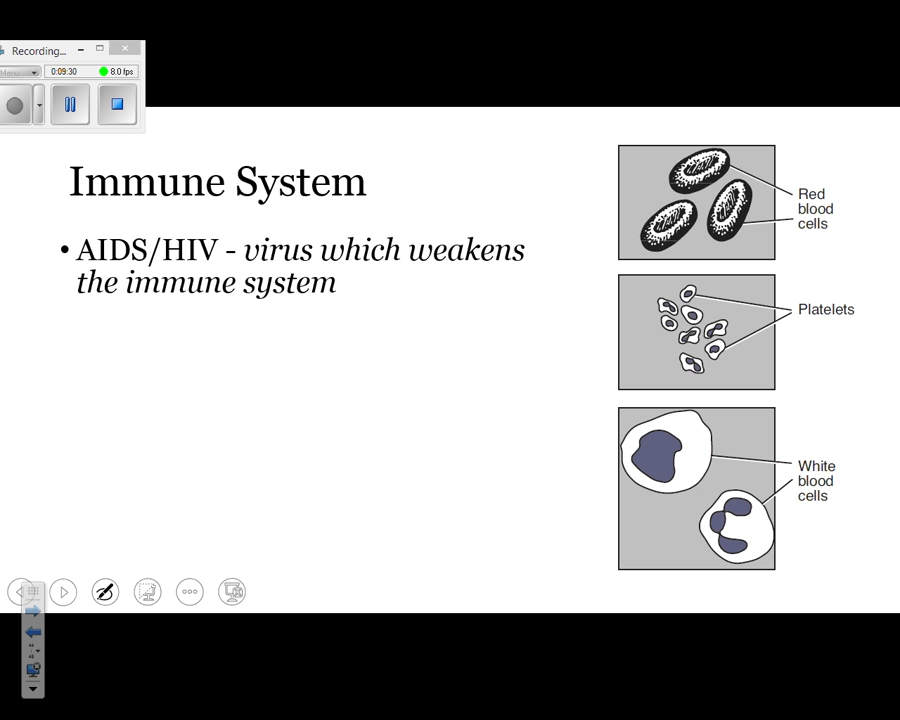 Recording...
Menu
0:09:30
8.0 fps
Immune System
• AIDS/HIV - virus which weakens
the immune system
Red
blood
cells
Platelets
White
blood
cells